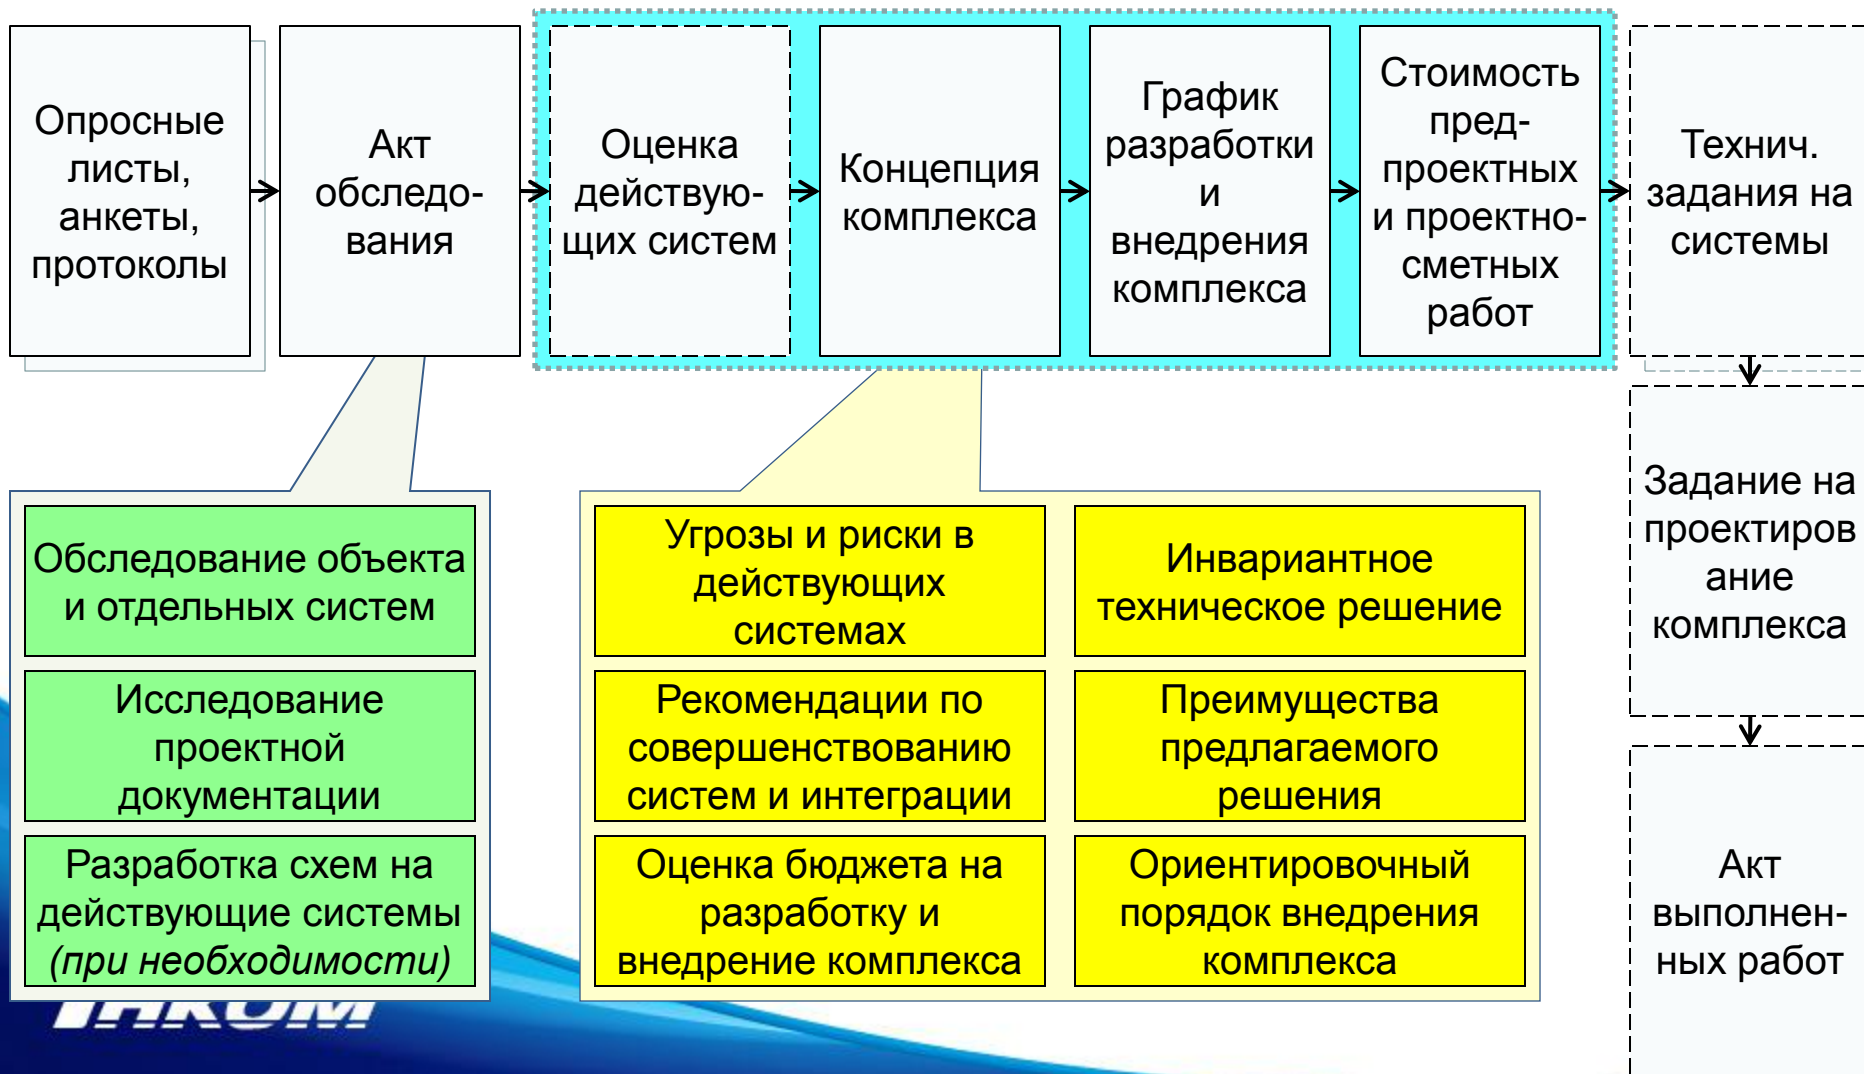 Опросные
листы,
анкеты,
протоколы
Акт
обследо-
вания
Оценка
действую-
щих систем
Концепция
комплекса
График
разработки
и
внедрения
комплекса
Стоимость
пред-
проектных
и проектно-
сметных
работ
Технич.
задания на
системы
Задание на
проектиров
ание
комплекса
Акт
выполнен-
ных работ
Обследование объекта
и отдельных систем
Исследование
проектной
документации
Разработка схем на
действующие системы
(при необходимости)
Угрозы и риски в
действующих
системах
Рекомендации по
совершенствованию
систем и интеграции
Оценка бюджета на
разработку и
внедрение комплекса
Инвариантное
техническое решение
Преимущества
предлагаемого
решения
Ориентировочный
порядок внедрения
комплекса